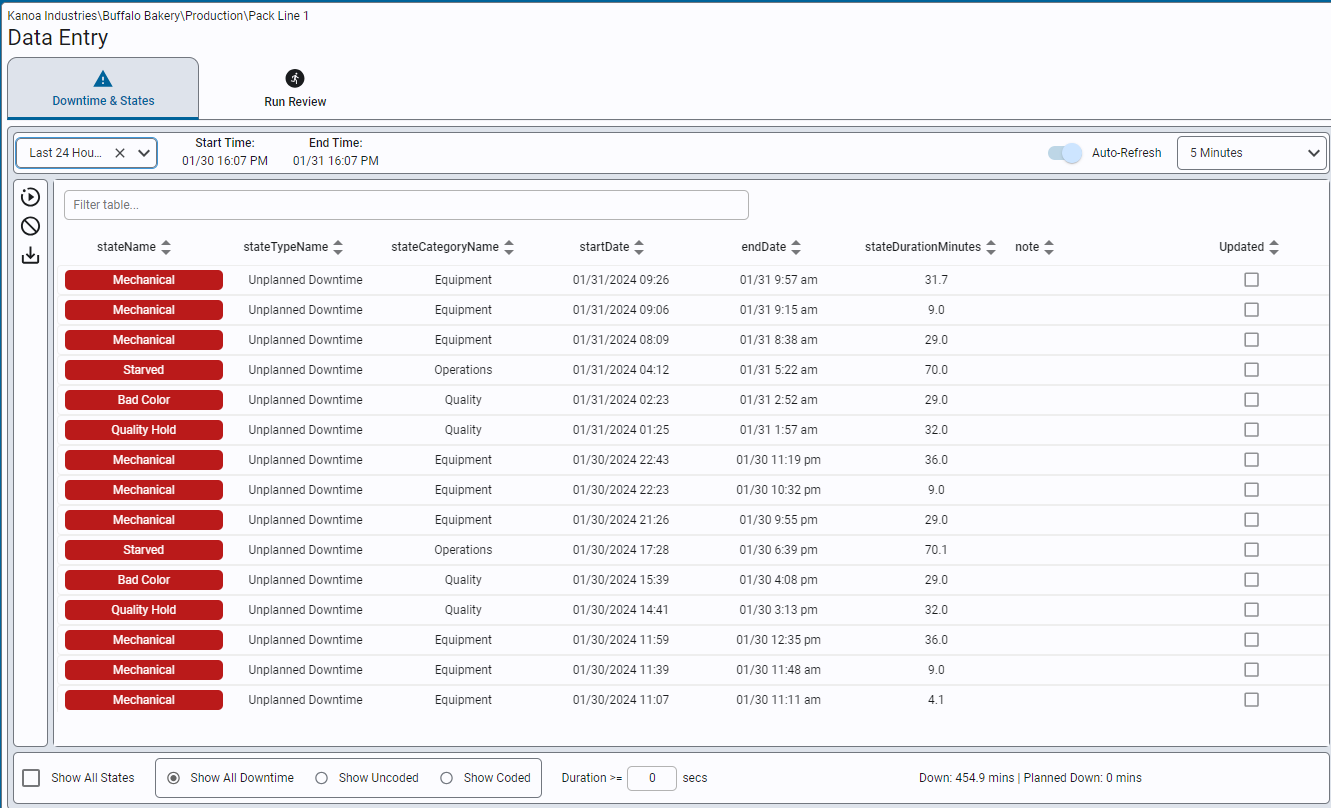 Kanoa Industries\Buffalo Bakery\Production\Pack Line 1
Data Entry
Downtime & States
Run Review
Last 24 Hou...
Start Time:
01/30 16:07 PM
End Time:
01/31 16:07 PM
Auto-Refresh
5 Minutes
Filter table...
stateName stateTypeName stateCategoryName startDate endDate stateDurationMinutes note Updated
Mechanical Unplanned Downtime Equipment 01/31/2024 09:26 01/31 9:57 am 31.7
Mechanical Unplanned Downtime Equipment 01/31/2024 09:06 01/31 9:15 am 9.0
Mechanical Unplanned Downtime Equipment 01/31/2024 08:09 01/31 8:38 am 29.0
Starved Unplanned Downtime Operations 01/31/2024 04:12 01/31 5:22 am 70.0
Bad Color Unplanned Downtime Quality 01/31/2024 02:23 01/31 2:52 am 29.0
Quality Hold Unplanned Downtime Quality 01/31/2024 01:25 01/31 1:57 am 32.0
Mechanical Unplanned Downtime Equipment 01/30/2024 22:43 01/30 11:19 pm 36.0
Mechanical Unplanned Downtime Equipment 01/30/2024 22:23 01/30 10:32 pm 9.0
Mechanical Unplanned Downtime Equipment 01/30/2024 21:26 01/30 9:55 pm 29.0
Starved Unplanned Downtime Operations 01/30/2024 17:28 01/30 6:39 pm 70.1
Bad Color Unplanned Downtime Quality 01/30/2024 15:39 01/30 4:08 pm 29.0
Quality Hold Unplanned Downtime Quality 01/30/2024 14:41 01/30 3:13 pm 32.0
Mechanical Unplanned Downtime Equipment 01/30/2024 11:59 01/30 12:35 pm 36.0
Mechanical Unplanned Downtime Equipment 01/30/2024 11:39 01/30 11:48 am 9.0
Mechanical Unplanned Downtime Equipment 01/30/2024 11:07 01/30 11:11 am 4.1
Show All States Show All Downtime Show Uncoded Show Coded Duration >= 0 secs Down: 454.9 mins | Planned Down: 0 mins